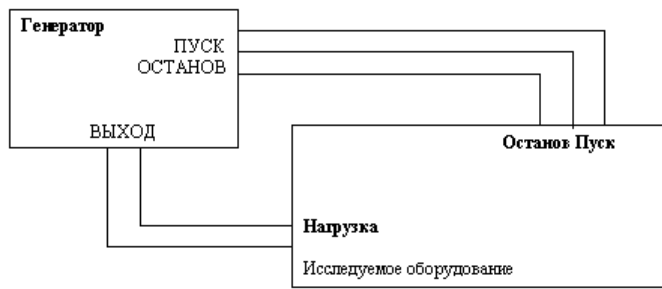 Генератор
ПУСК
ОСТАНОВ
ВЫХОД
Останов Пуск
Нагрузка
Исследуемое оборудование